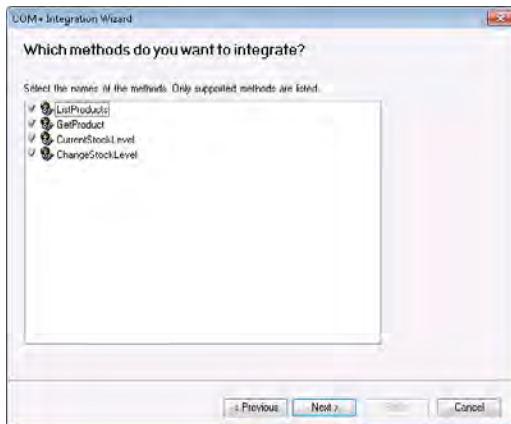 COM+ Integration Wizard
Which methods do you want to integrate?
Select the names of the methods. Only supported methods are listed.
ListProducts
GetProduct
CurrentStockLevel
ChangeStockLevel
< Previous
Next >
Cancel